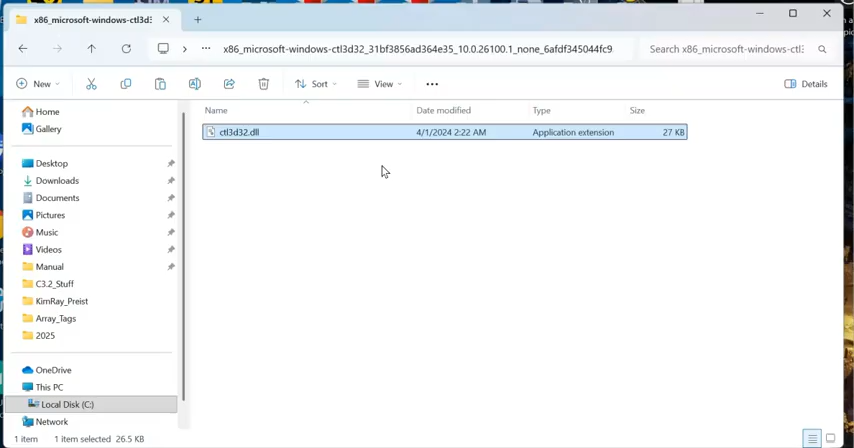 x86_microsoft-windows-ctl3d3
x86_microsoft-windows-ctl3d32_31bf3856ad364e35_10.0.26100.1_none_6afdf345044fc9
Search x86_microsoft-windows-ctl3
New
Sort
View
Details
Name
Date modified
Type
Size
ctl3d32.dll
4/1/2024 2:22 AM
Application extension
27 KB
Home
Gallery
Desktop
Downloads
Documents
Pictures
Music
Videos
Manual
C3.2_Stuff
KimRay_Preist
Array_Tags
2025
OneDrive
This PC
Local Disk (C:)
Network
1 item
1 item selected 26.5 KB